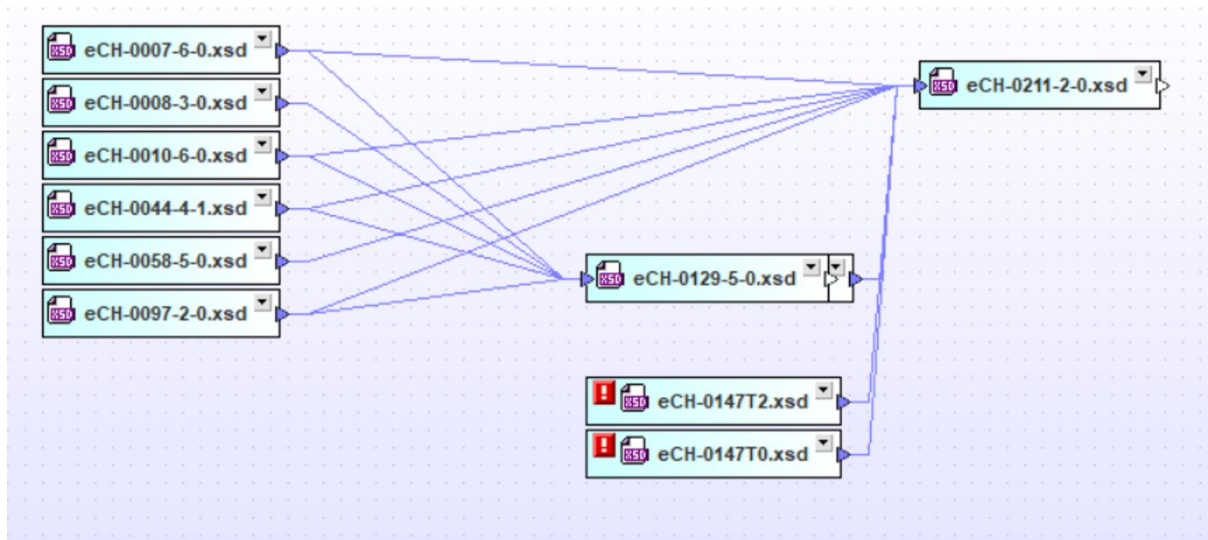 XSD eCH-0007-6-0.xsd
XSD eCH-0008-3-0.xsd
XSD eCH-0010-6-0.xsd
XSD eCH-0044-4-1.xsd
XSD eCH-0058-5-0.xsd
XSD eCH-0097-2-0.xsd
XSD eCH-0211-2-0.xsd
XSD eCH-0129-5-0.xsd
! XSD eCH-0147T2.xsd
! XSD eCH-0147T0.xsd